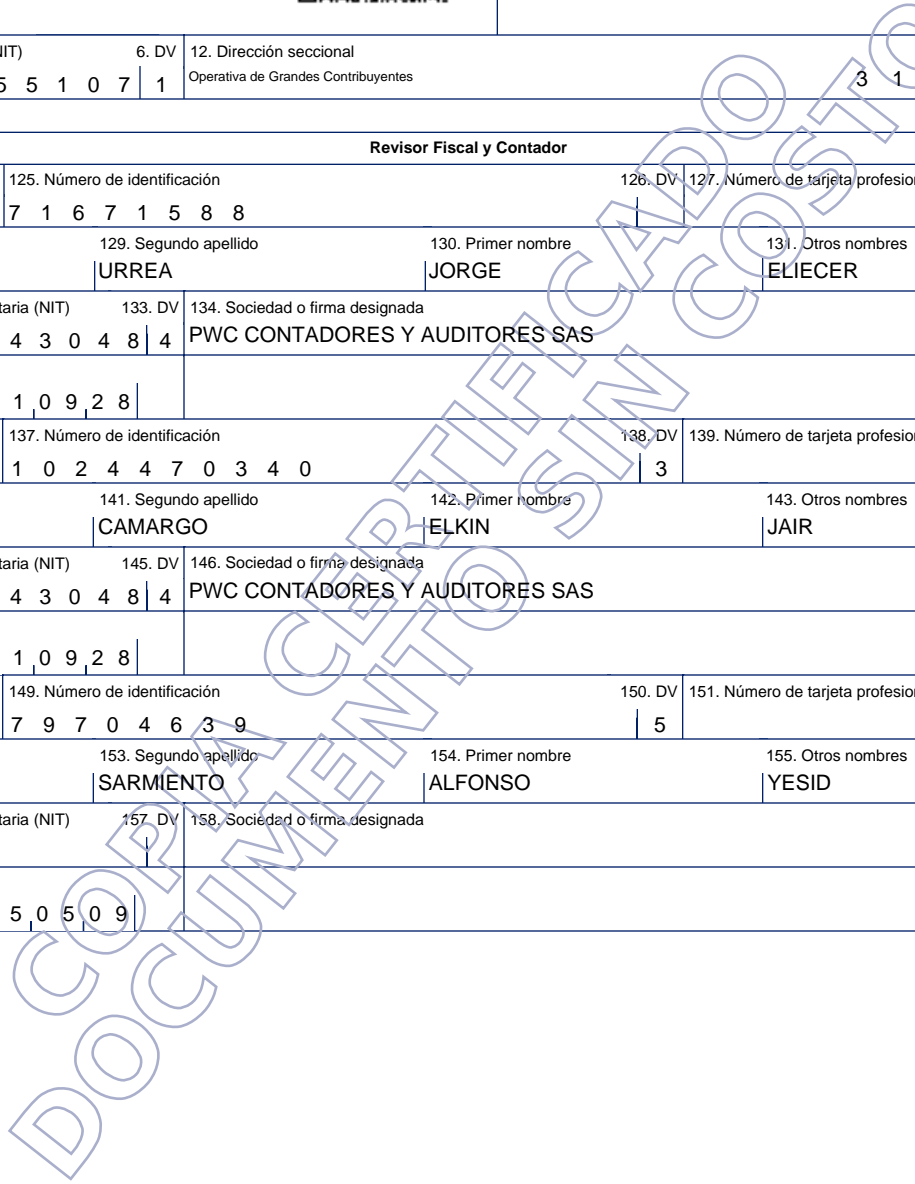 6. DV 12. Dirección seccional
5 5 1 0 7 1 Operativa de Grandes Contribuyentes 3 1
Revisor Fiscal y Contador
125. Número de identificación 126. DV 127. Número de tarjeta
7 1 6 7 1 5 8 8
129. Segundo apellido 130. Primer nombre 131. Otros nombres
URREA JORGE ELIECER
(NIT) 133. DV 134. Sociedad o firma designada
4 3 0 4 8 4 PWC CONTADORES Y AUDITORES SAS
1 0 9 2 8
137. Número de identificación 138. DV 139. Número de tarjeta
1 0 2 4 4 7 0 3 4 0 3
141. Segundo apellido 142. Primer nombre 143. Otros nombres
CAMARGO ELKIN JAIR
(NIT) 145. DV 146. Sociedad o firma designada
4 3 0 4 8 4 PWC CONTADORES Y AUDITORES SAS
1 0 9 2 8
149. Número de identificación 150. DV 151. Número de tarjeta
7 9 7 0 4 6 3 9 5
153. Segundo apellido 154. Primer nombre 155. Otros nombres
SARMIENTO ALFONSO YESID
(NIT) 157. DV 158. Sociedad o firma designada
5 0 5 0 9
COPIA CERTIFICADO
DOCUMENTO SIN COSTO